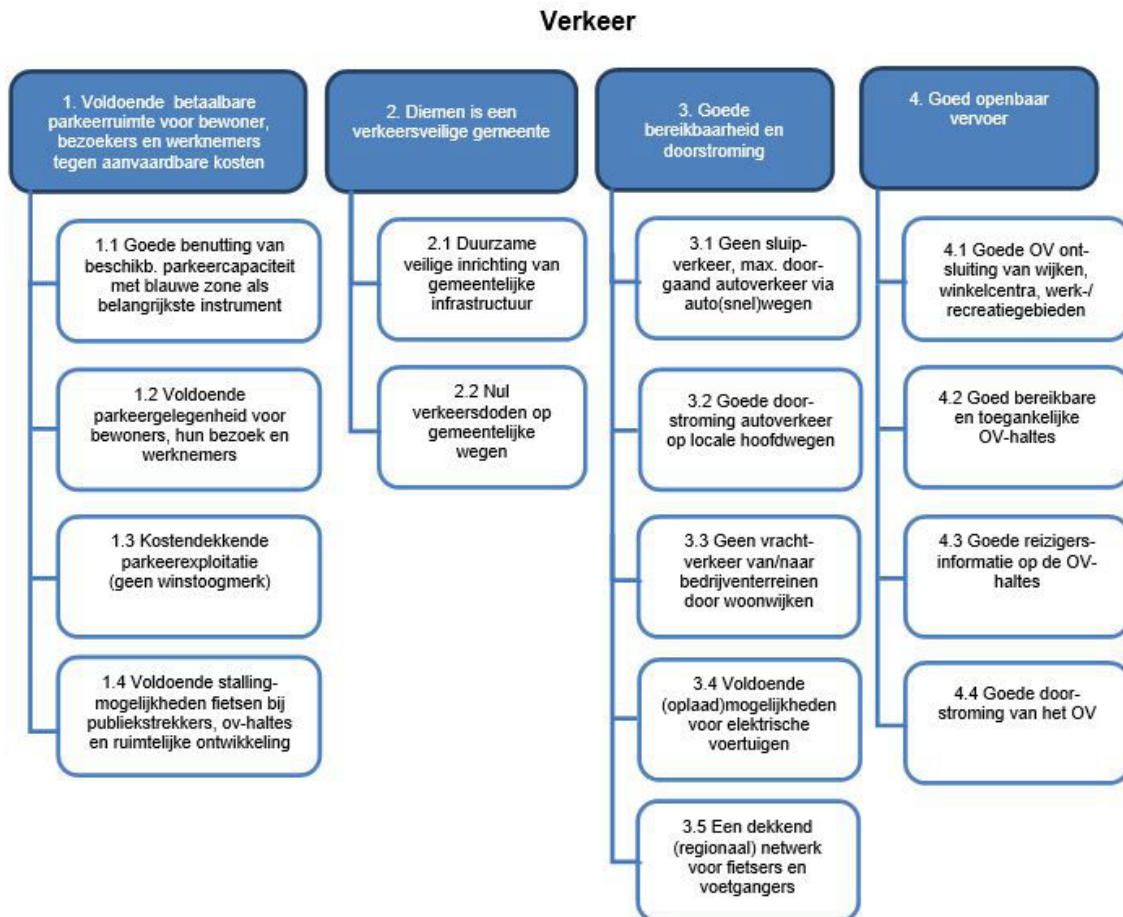 Verkeer
1. Voldoende betaalbare
parkeerruimte voor bewoner,
bezoekers en werknemers
tegen aanvaardbare kosten
1.1 Goede benutting van
beschikb. parkeercapaciteit
met blauwe zone als
belangrijkste instrument
1.2 Voldoende
parkeergelegenheid voor
bewoners, hun bezoek en
werknemers
1.3 Kostendekkende
parkeerexploitatie
(geen winstoogmerk)
1.4 Voldoende stalling-
mogelijkheden fietsen bij
publiekstrekkers, ov-haltes
en ruimtelijke ontwikkeling
2. Diemen is een
verkeersveilige gemeente
2.1 Duurzame
veilige inrichting van
gemeentelijke
infrastructuur
2.2 Nul
verkeersdoden op
gemeentelijke
wegen
3. Goede
bereikbaarheid en
doorstroming
3.1 Geen sluip-
verkeer, max. door-
gaand autoverkeer via
auto(snel)wegen
3.2 Goede door-
stroming autoverkeer
op locale hoofdwegen
3.3 Geen vracht-
verkeer van/naar
bedrijventerreinen
door woonwijken
3.4 Voldoende
(oplaad)mogelijkheden
voor elektrische
voertuigen
3.5 Een dekkend
(regionaal) netwerk
voor fietsers en
voetgangers
4. Goed openbaar
vervoer
4.1 Goede OV ont-
sluiting van wijken,
winkelcentra, werk-/
recreatiegebieden
4.2 Goed bereikbare
en toegankelijke
OV-haltes
4.3 Goede reizigers-
informatie op de OV-
haltes
4.4 Goede door-
stroming van het OV